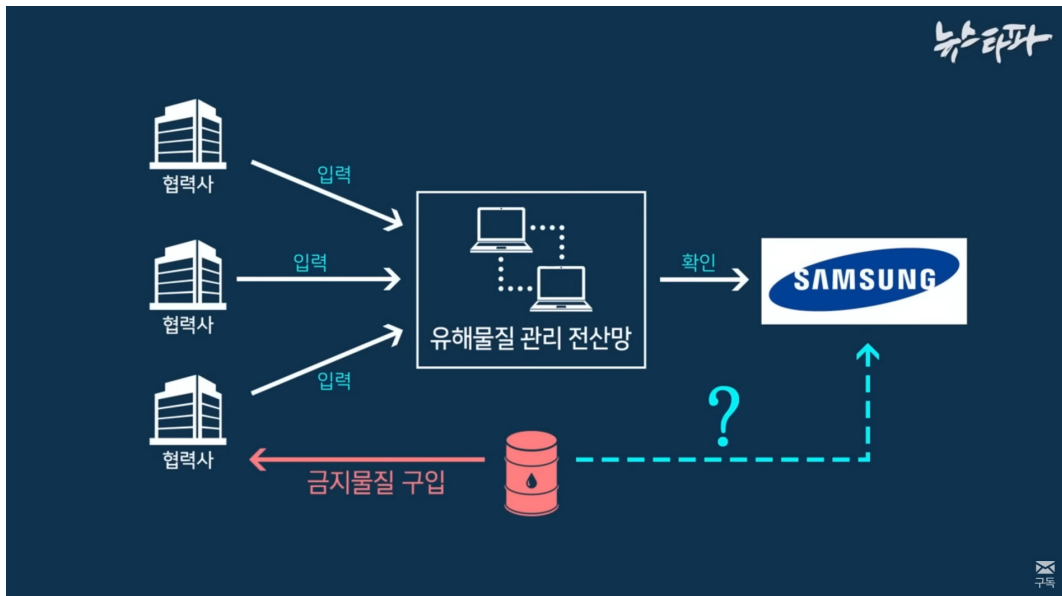 뉴스타파
협력사
입력
협력사
입력
유해물질 관리 전산망
확인
SAMSUNG
협력사
입력
금지물질 구입
?
구독